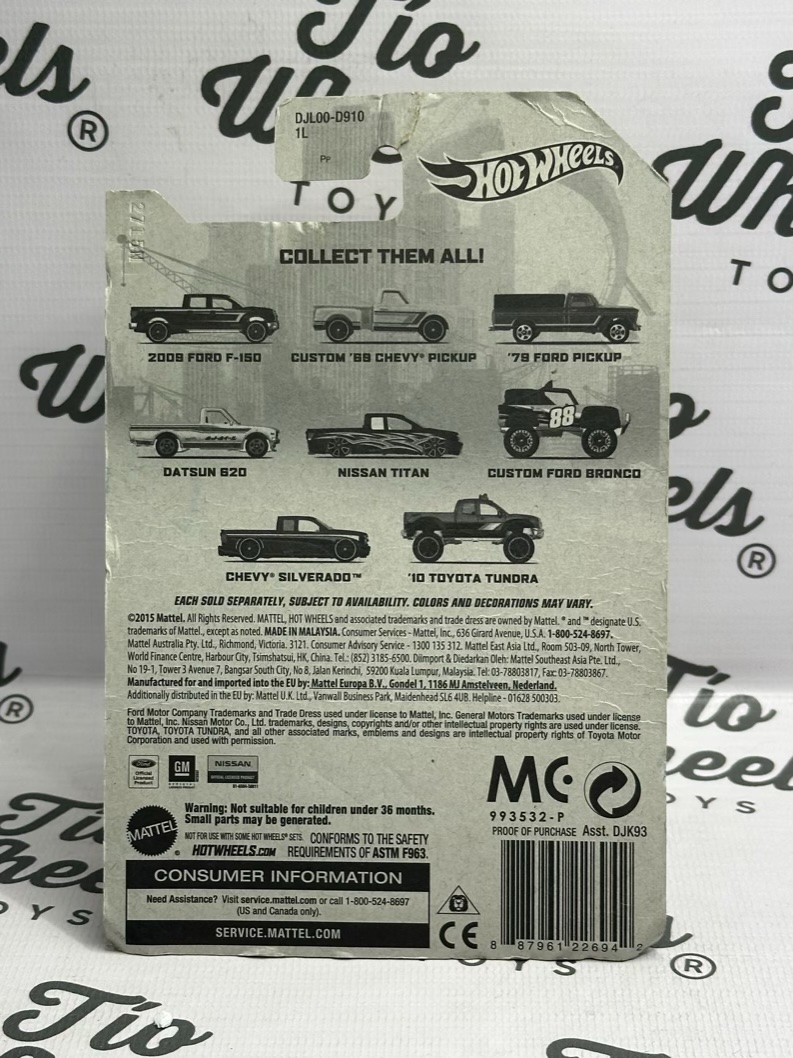 Tio
Wheels
®
TOY
DJL00-D910
1L
PP
HOT WHEELS
COLLECT THEM ALL!
2009 FORD F-150
CUSTOM '69 CHEVY® PICKUP
'79 FORD PICKUP
88
DATSUN 620
NISSAN TITAN
CUSTOM FORD BRONCO
CHEVY® SILVERADO™
'10 TOYOTA TUNDRA
EACH SOLD SEPARATELY, SUBJECT TO AVAILABILITY. COLORS AND DECORATIONS MAY VARY.
©2015 Mattel. All Rights Reserved. MATTEL, HOT WHEELS and associated trademarks and trade dress are owned by Mattel. ® and ™ designate U.S.
trademarks of Mattel, except as noted. MADE IN MALAYSIA. Consumer Services - Mattel, Inc., 636 Girard Avenue, U.S.A. 1-800-524-8697.
Mattel Australia Pty. Ltd., Richmond, Victoria. 3121. Consumer Advisory Service - 1300 135 312. Mattel East Asia Ltd., Room 503-09, North Tower,
World Finance Centre, Harbour City, Tsimshatsui, HK, China. Tel.: (852) 3185-6500. Diimport & Diedarkan Oleh: Mattel Southeast Asia Pte. Ltd.,
No 19-1, Tower 3 Avenue 7, Bangsar South City, No 8, Jalan Kerinchi, 59200 Kuala Lumpur, Malaysia. Tel: 03-78803817, Fax: 03-78803867.
Manufactured for and imported into the EU by: Mattel Europa B.V., Gondel 1, 1186 MJ Amstelveen, Nederland.
Additionally distributed in the EU by: Mattel U.K. Ltd., Vanwall Business Park, Maidenhead SL6 4UB. Helpline - 01628 500303.
Ford Motor Company Trademarks and Trade Dress used under license to Mattel, Inc. General Motors Trademarks used under license
to Mattel, Inc. Nissan Motor Co., Ltd. trademarks, designs, copyrights and/or other intellectual property rights are used under license.
TOYOTA, TOYOTA TUNDRA, and all other associated marks, emblems and designs are intellectual property rights of Toyota Motor
Corporation and used with permission.
Ford
Official
Licensed
Product
GM
NISSAN
OFFICIAL LICENSED PRODUCT
MC
993532-P
PROOF OF PURCHASE Asst. DJK93
Warning: Not suitable for children under 36 months.
Small parts may be generated.
MATTEL
®
NOT FOR USE WITH SOME HOT WHEELS® SETS. CONFORMS TO THE SAFETY
HOTWHEELS.COM REQUIREMENTS OF ASTM F963.
CONSUMER INFORMATION
Need Assistance? Visit service.mattel.com or call 1-800-524-8697
(US and Canada only).
SERVICE.MATTEL.COM
CE
8 87961 22694 2